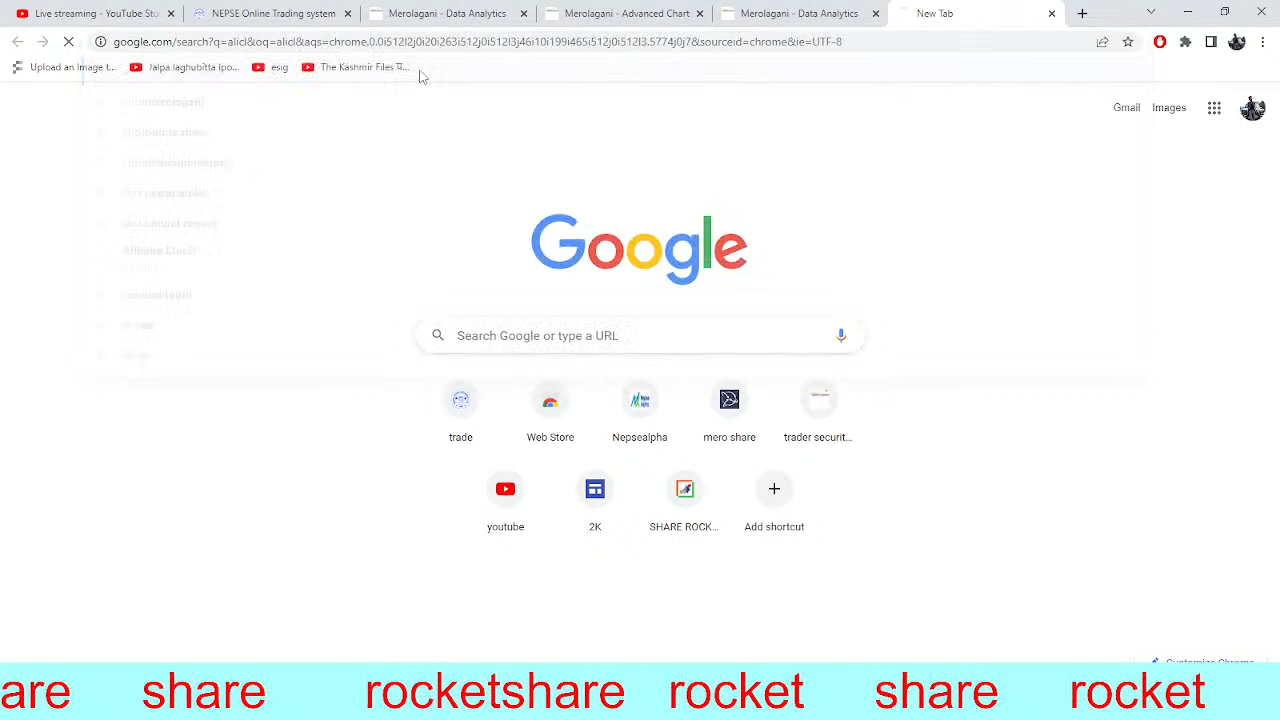 Live streaming - YouTube Stu
NEPSE Online Trading system
Merolagani - Data Analytics
Merolagani - Advanced Chart
Merolagani - Data Analytics
New Tab
google.com/search?q=alicl&oq=alicl&aqs=chrome.0.0i512l2j0i20i263i512j0i512l3j46i10i199i465i512j0i512l3.5774j0j7&sourceid=chrome&ie=UTF-8
Upload an Image t...
Jalpa laghubitta Ipo...
esig
The Kashmir Files
Gmail
Images
Google
Search Google or type a URL
trade
Web Store
Nepsealpha
mero share
trader securit...
youtube
2K
SHARE ROCK...
Add shortcut
Customize Chrome
are share rocketshare rocket share rocket